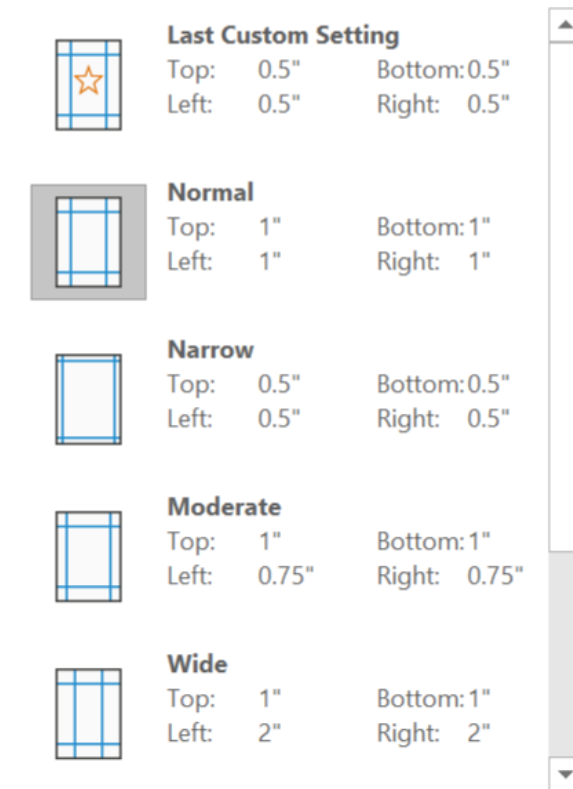 Last Custom Setting
Top: 0.5" Bottom: 0.5"
Left: 0.5" Right: 0.5"
Normal
Top: 1" Bottom: 1"
Left: 1" Right: 1"
Narrow
Top: 0.5" Bottom: 0.5"
Left: 0.5" Right: 0.5"
Moderate
Top: 1" Bottom: 1"
Left: 0.75" Right: 0.75"
Wide
Top: 1" Bottom: 1"
Left: 2" Right: 2"